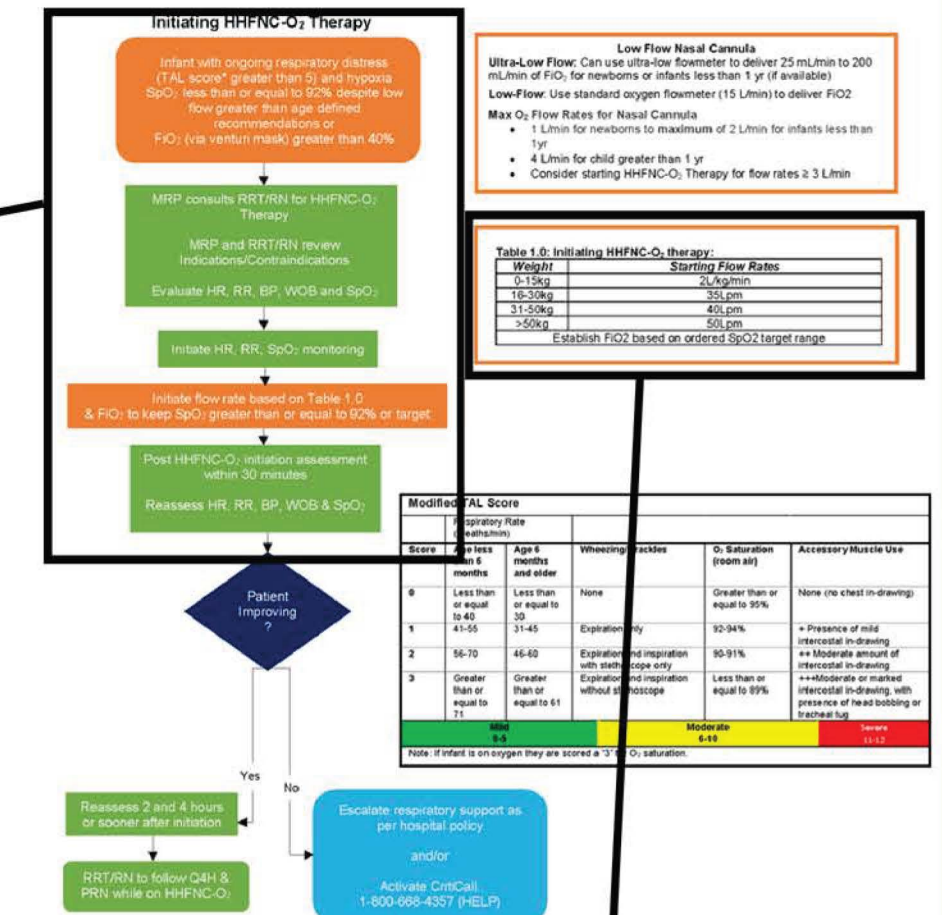 Initiating HHFNC-O₂ Therapy
Infant with ongoing respiratory distress
(TAL score* greater than 5) and hypoxia
SpO₂ less than or equal to 92% despite low
flow greater than age defined
recommendations or
FiO₂ (via venturi mask) greater than 40%
MRP consults RRT/RN for HHFNC-O₂
Therapy
MRP and RRT/RN review
Indications/Contraindications
Evaluate HR, RR, BP, WOB and SpO₂
Initiate HR, RR, SpO₂ monitoring
Initiate flow rate based on Table 1.0
& FiO₂ to keep SpO₂ greater than or equal to 92% or target
Post HHFNC-O₂ initiation assessment
within 30 minutes
Reassess HR, RR, BP, WOB & SpO₂
Patient
Improving
?
Yes
No
Reassess 2 and 4 hours
or sooner after initiation
RRT/RN to follow Q4H &
PRN while on HHFNC-O₂
Escalate respiratory support as
per hospital policy
and/or
Activate CritiCall
1-800-668-4357 (HELP)
Low Flow Nasal Cannula
Ultra-Low Flow: Can use ultra-low flowmeter to deliver 25 mL/min to 200
mL/min of FiO₂ for newborns or infants less than 1 yr (if available)
Low-Flow: Use standard oxygen flowmeter (15 L/min) to deliver FiO2
Max O₂ Flow Rates for Nasal Cannula
• 1 L/min for newborns to maximum of 2 L/min for infants less than
1yr
• 4 L/min for child greater than 1 yr
• Consider starting HHFNC-O₂ Therapy for flow rates ≥ 3 L/min
Table 1.0: Initiating HHFNC-O₂ therapy:
Weight Starting Flow Rates
0-15kg 2L/kg/min
16-30kg 35Lpm
31-50kg 40Lpm
>50kg 50Lpm
Establish FiO2 based on ordered SpO2 target range
Modified TAL Score
Respiratory Rate
(breaths/min)
Score Age less than 6 months Age 6 months and older Wheezing/Crackles O₂ Saturation (room air) Accessory Muscle Use
0 Less than or equal to 40 Less than or equal to 30 None Greater than or equal to 95% None (no chest in-drawing)
1 41-55 31-45 Expiration only 92-94% + Presence of mild intercostal in-drawing
2 56-70 46-60 Expiration and inspiration with stethoscope only 90-91% ++ Moderate amount of intercostal in-drawing
3 Greater than or equal to 71 Greater than or equal to 61 Expiration and inspiration without stethoscope Less than or equal to 89% +++Moderate or marked intercostal in-drawing, with presence of head bobbing or tracheal tug
Mild Moderate Severe
0-5 6-10 11-12
Note: If infant is on oxygen they are scored a "3" for O₂ saturation.